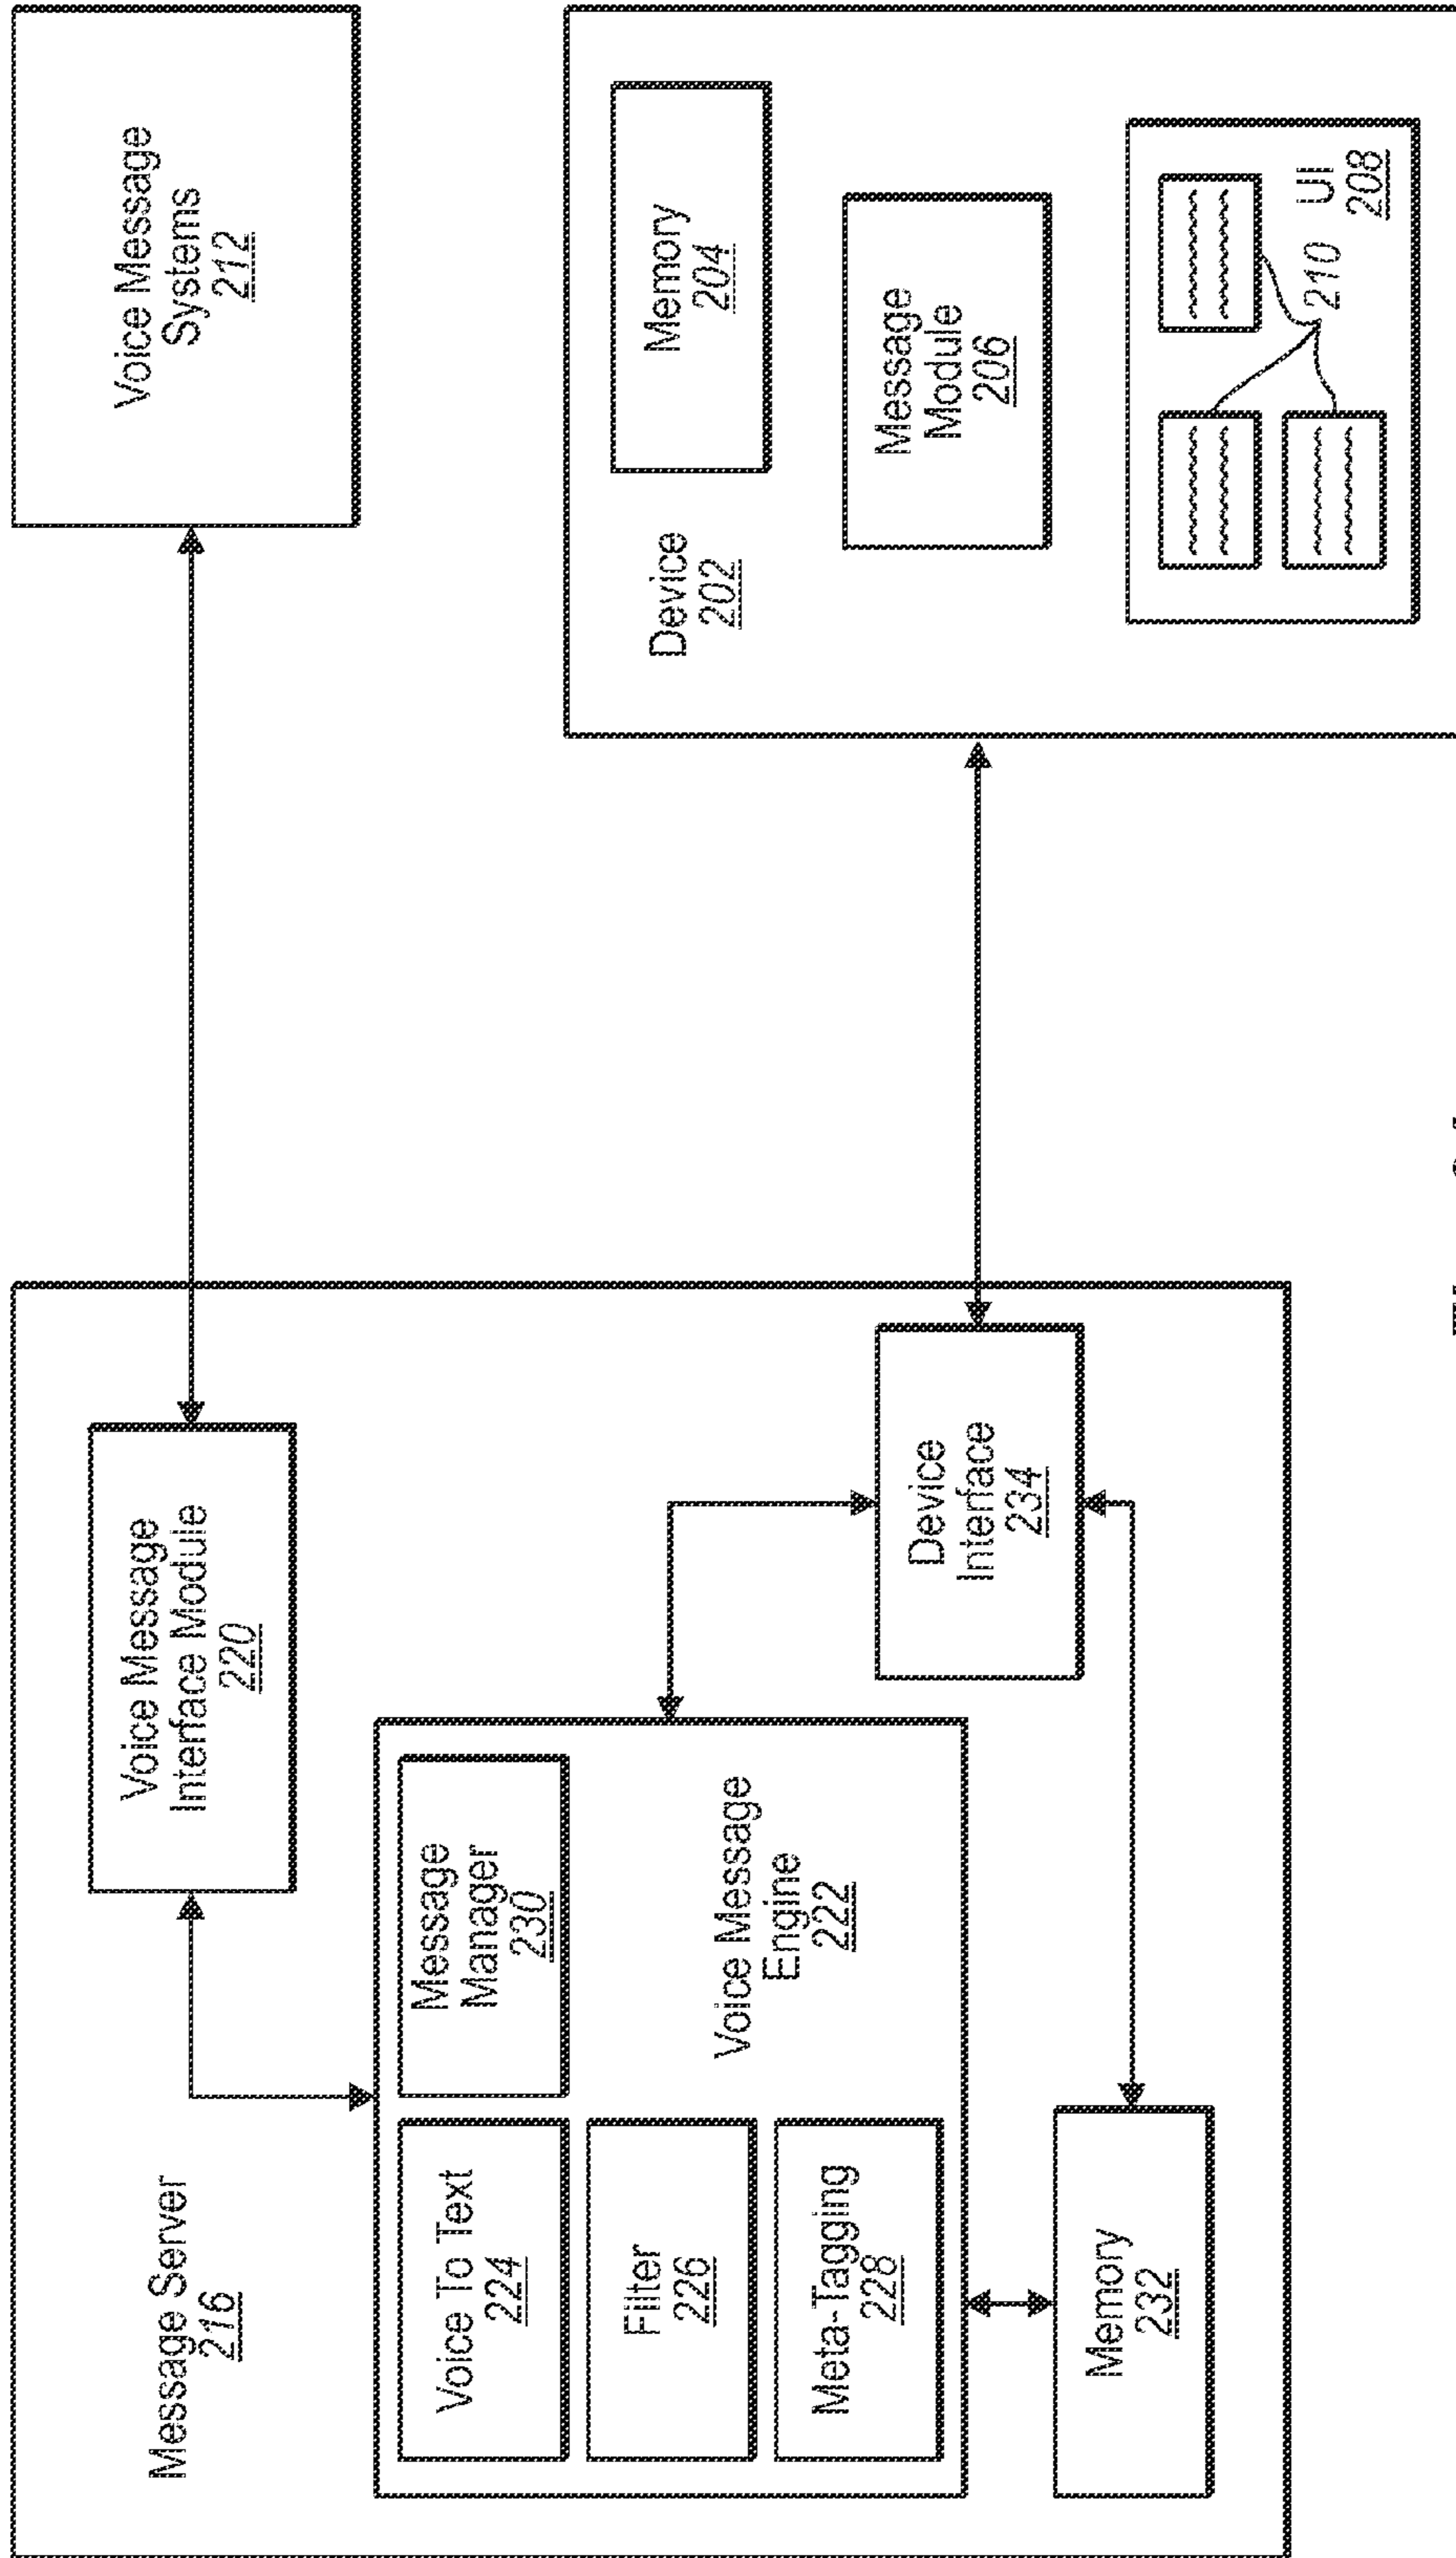 Message Server
216
Voice Message
Interface Module
220
Voice Message
Systems
212
Voice To Text
224
Message
Manager
230
Filter
226
Meta-Tagging
228
Voice Message
Engine
222
Device
Interface
234
Memory
232
Device
202
Memory
204
Message
Module
206
210
UI
208